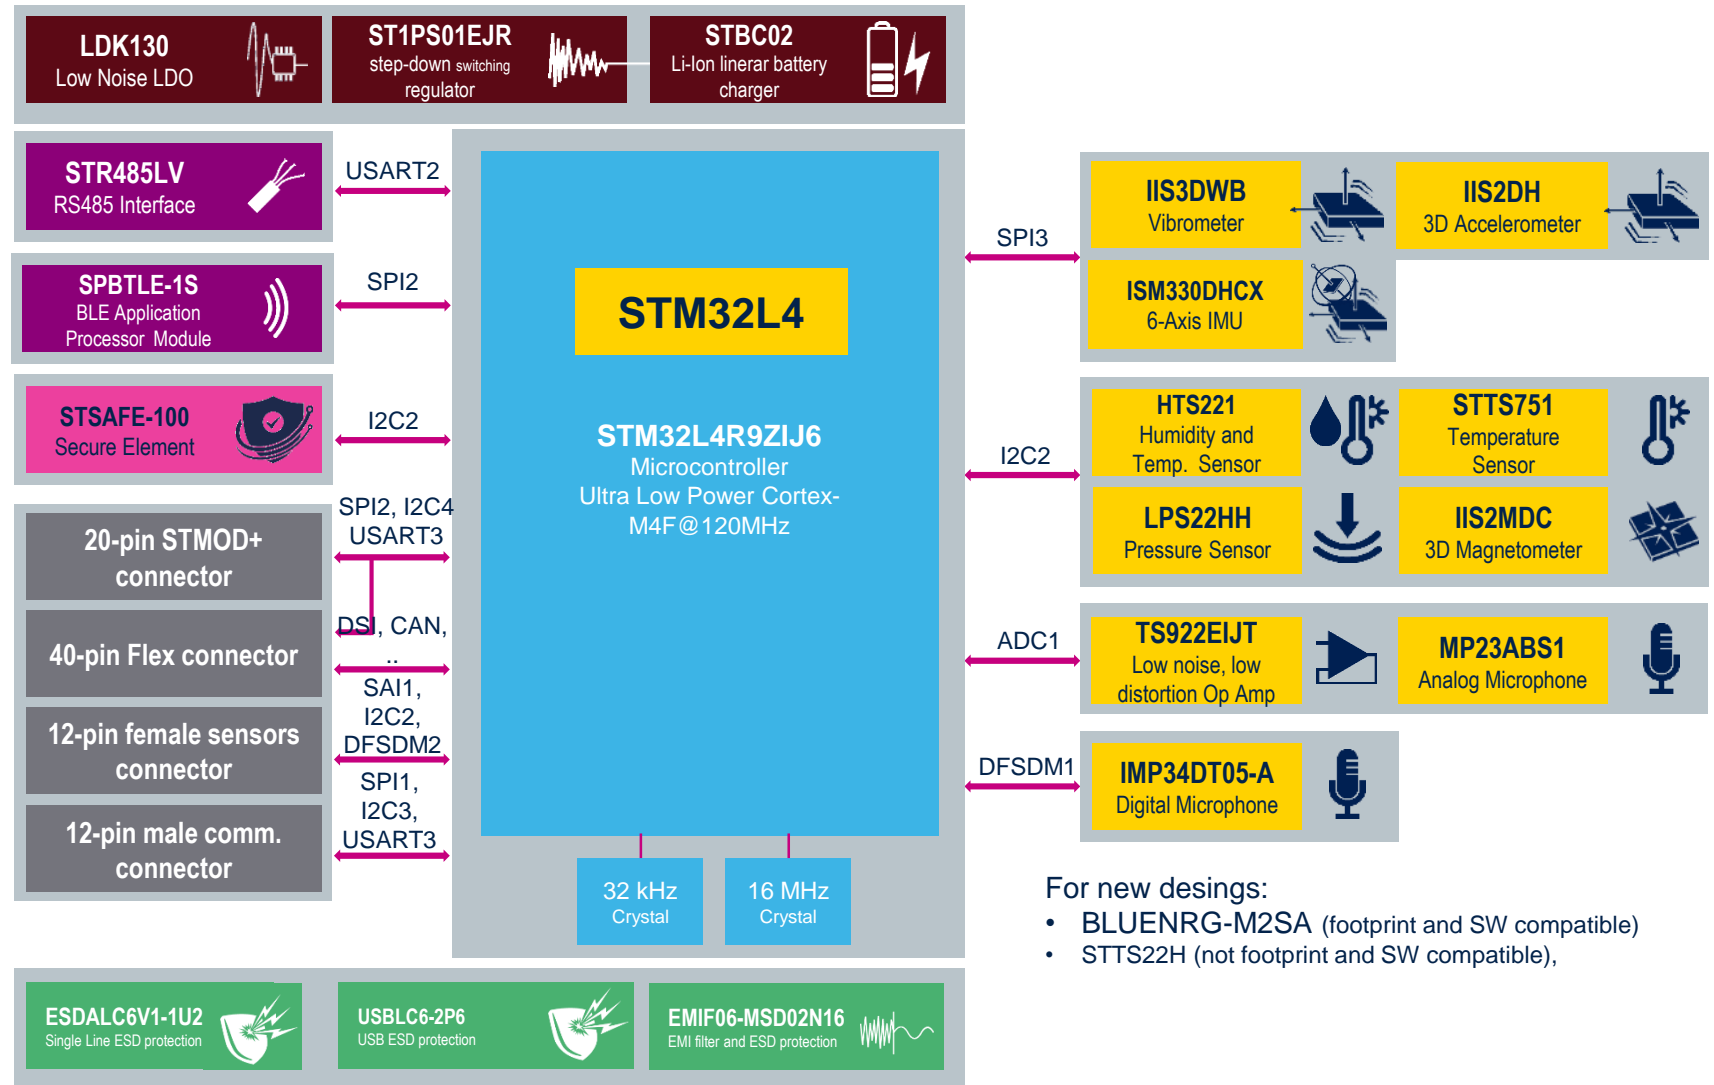 LDK130
Low Noise LDO
ST1PS01EJR
step-down switching
regulator
STBC02
Li-Ion linerar battery
charger
STR485LV
RS485 Interface
USART2
SPBTLE-1S
BLE Application
Processor Module
SPI2
STSAFE-100
Secure Element
I2C2
20-pin STMOD+
connector
SPI2, I2C4
USART3
40-pin Flex connector
DSI, CAN,
..
12-pin female sensors
connector
SAI1,
I2C2,
DFSDM2
12-pin male comm.
connector
SPI1,
I2C3,
USART3
STM32L4
STM32L4R9ZIJ6
Microcontroller
Ultra Low Power Cortex-
M4F@120MHz
32 kHz
Crystal
16 MHz
Crystal
SPI3
IIS3DWB
Vibrometer
IIS2DH
3D Accelerometer
ISM330DHCX
6-Axis IMU
I2C2
HTS221
Humidity and
Temp. Sensor
STTS751
Temperature
Sensor
LPS22HH
Pressure Sensor
IIS2MDC
3D Magnetometer
ADC1
TS922EIJT
Low noise, low
distortion Op Amp
MP23ABS1
Analog Microphone
DFSDM1
IMP34DT05-A
Digital Microphone
For new desings:
• BLUENRG-M2SA (footprint and SW compatible)
• STTS22H (not footprint and SW compatible),
ESDALC6V1-1U2
Single Line ESD protection
USBLC6-2P6
USB ESD protection
EMIF06-MSD02N16
EMI filter and ESD protection